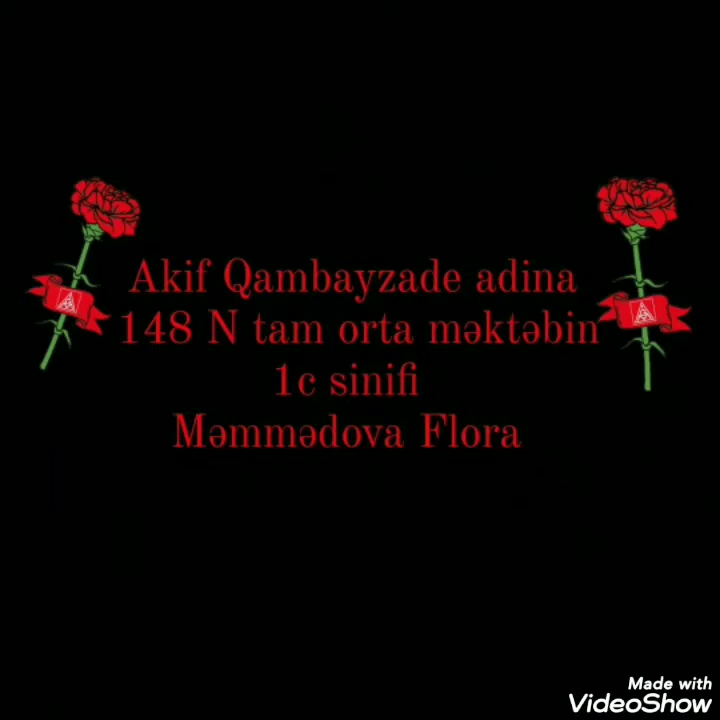 Akif Qambayzade adina
148 N tam orta məktəbin
1c sinifi
Məmmədova Flora
Made with
VideoShow